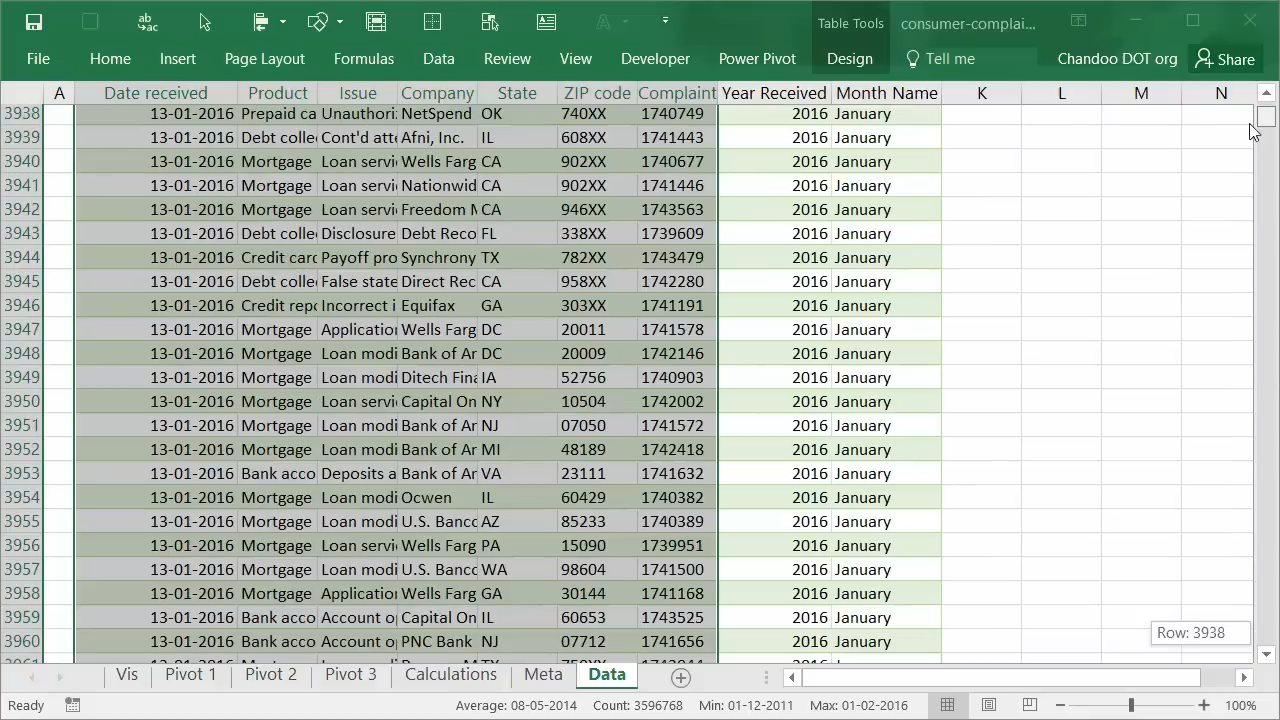 ab
ac
A
Table Tools consumer-complai...
File Home Insert Page Layout Formulas Data Review View Developer Power Pivot Design Tell me Chandoo DOT org Share
A Date received Product Issue Company State ZIP code Complaint Year Received Month Name K L M N
3938 13-01-2016 Prepaid ca Unauthori NetSpend OK 740XX 1740749 2016 January
3939 13-01-2016 Debt colle Cont'd atte Afni, Inc. IL 608XX 1741443 2016 January
3940 13-01-2016 Mortgage Loan servi Wells Farg CA 902XX 1740677 2016 January
3941 13-01-2016 Mortgage Loan servi Nationwid CA 902XX 1741446 2016 January
3942 13-01-2016 Mortgage Loan servi Freedom M CA 946XX 1743563 2016 January
3943 13-01-2016 Debt colle Disclosure Debt Reco FL 338XX 1739609 2016 January
3944 13-01-2016 Credit card Payoff pro Synchrony TX 782XX 1743479 2016 January
3945 13-01-2016 Debt colle False state Direct Rec CA 958XX 1742280 2016 January
3946 13-01-2016 Credit repo Incorrect i Equifax GA 303XX 1741191 2016 January
3947 13-01-2016 Mortgage Application Wells Farg DC 20011 1741578 2016 January
3948 13-01-2016 Mortgage Loan modi Bank of Am DC 20009 1742146 2016 January
3949 13-01-2016 Mortgage Loan modi Ditech Fina IA 52756 1740903 2016 January
3950 13-01-2016 Mortgage Loan servi Capital On NY 10504 1742002 2016 January
3951 13-01-2016 Mortgage Loan modi Bank of Am NJ 07050 1741572 2016 January
3952 13-01-2016 Mortgage Loan modi Bank of Am MI 48189 1742418 2016 January
3953 13-01-2016 Bank acco Deposits a Bank of Am VA 23111 1741632 2016 January
3954 13-01-2016 Mortgage Loan modi Ocwen IL 60429 1740382 2016 January
3955 13-01-2016 Mortgage Loan modi U.S. Banco AZ 85233 1740389 2016 January
3956 13-01-2016 Mortgage Loan servi Wells Farg PA 15090 1739951 2016 January
3957 13-01-2016 Mortgage Loan modi U.S. Banco WA 98604 1741500 2016 January
3958 13-01-2016 Mortgage Application Wells Farg GA 30144 1741168 2016 January
3959 13-01-2016 Bank acco Account o Capital On IL 60653 1743525 2016 January
3960 13-01-2016 Bank acco Account o PNC Bank NJ 07712 1741656 2016 January
Row: 3938
Vis Pivot 1 Pivot 2 Pivot 3 Calculations Meta Data
Ready Average: 08-05-2014 Count: 3596768 Min: 01-12-2011 Max: 01-02-2016 100%